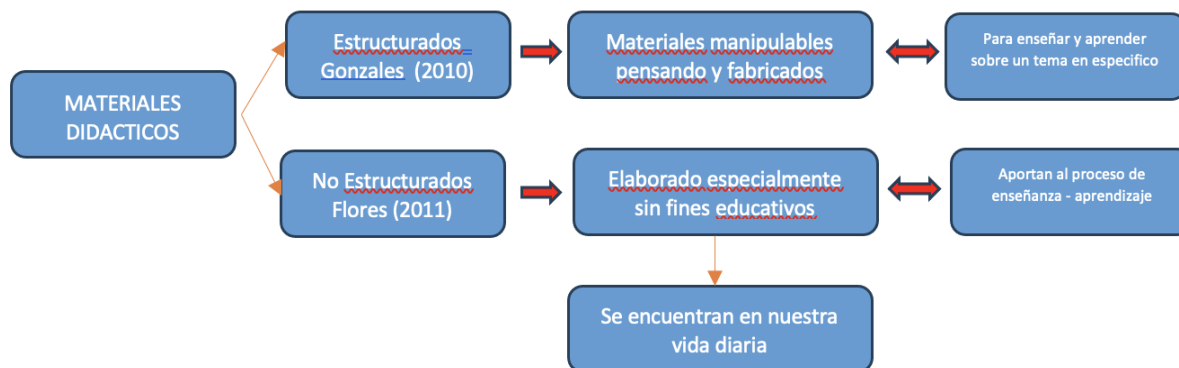 MATERIALES
DIDACTICOS
Estructurados
Gonzales (2010)
Materiales manipulables
pensando y fabricados
Para enseñar y aprender
sobre un tema en especifico
No Estructurados
Flores (2011)
Elaborado especialmente
sin fines educativos
Aportan al proceso de
enseñanza - aprendizaje
Se encuentran en nuestra
vida diaria